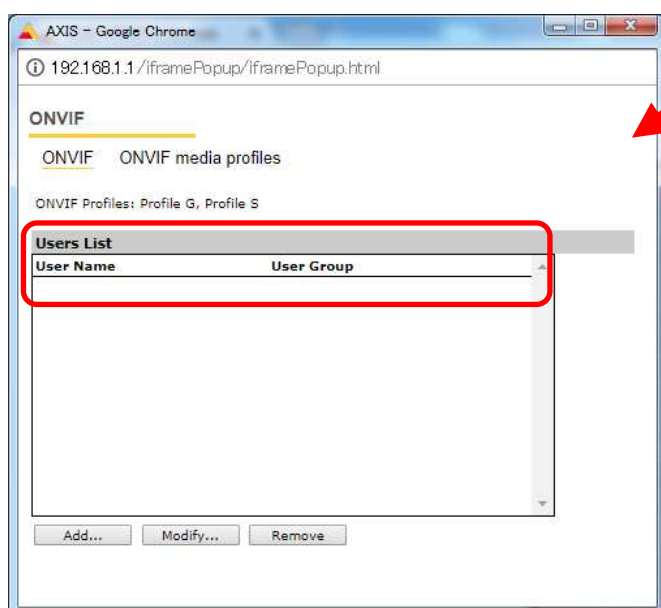 AXIS - Google Chrome
192.168.1.1/iframePopup/iframePopup.html
ONVIF
ONVIF ONVIF media profiles
ONVIF Profiles: Profile G, Profile S
Users List
User Name User Group
Add... Modify... Remove